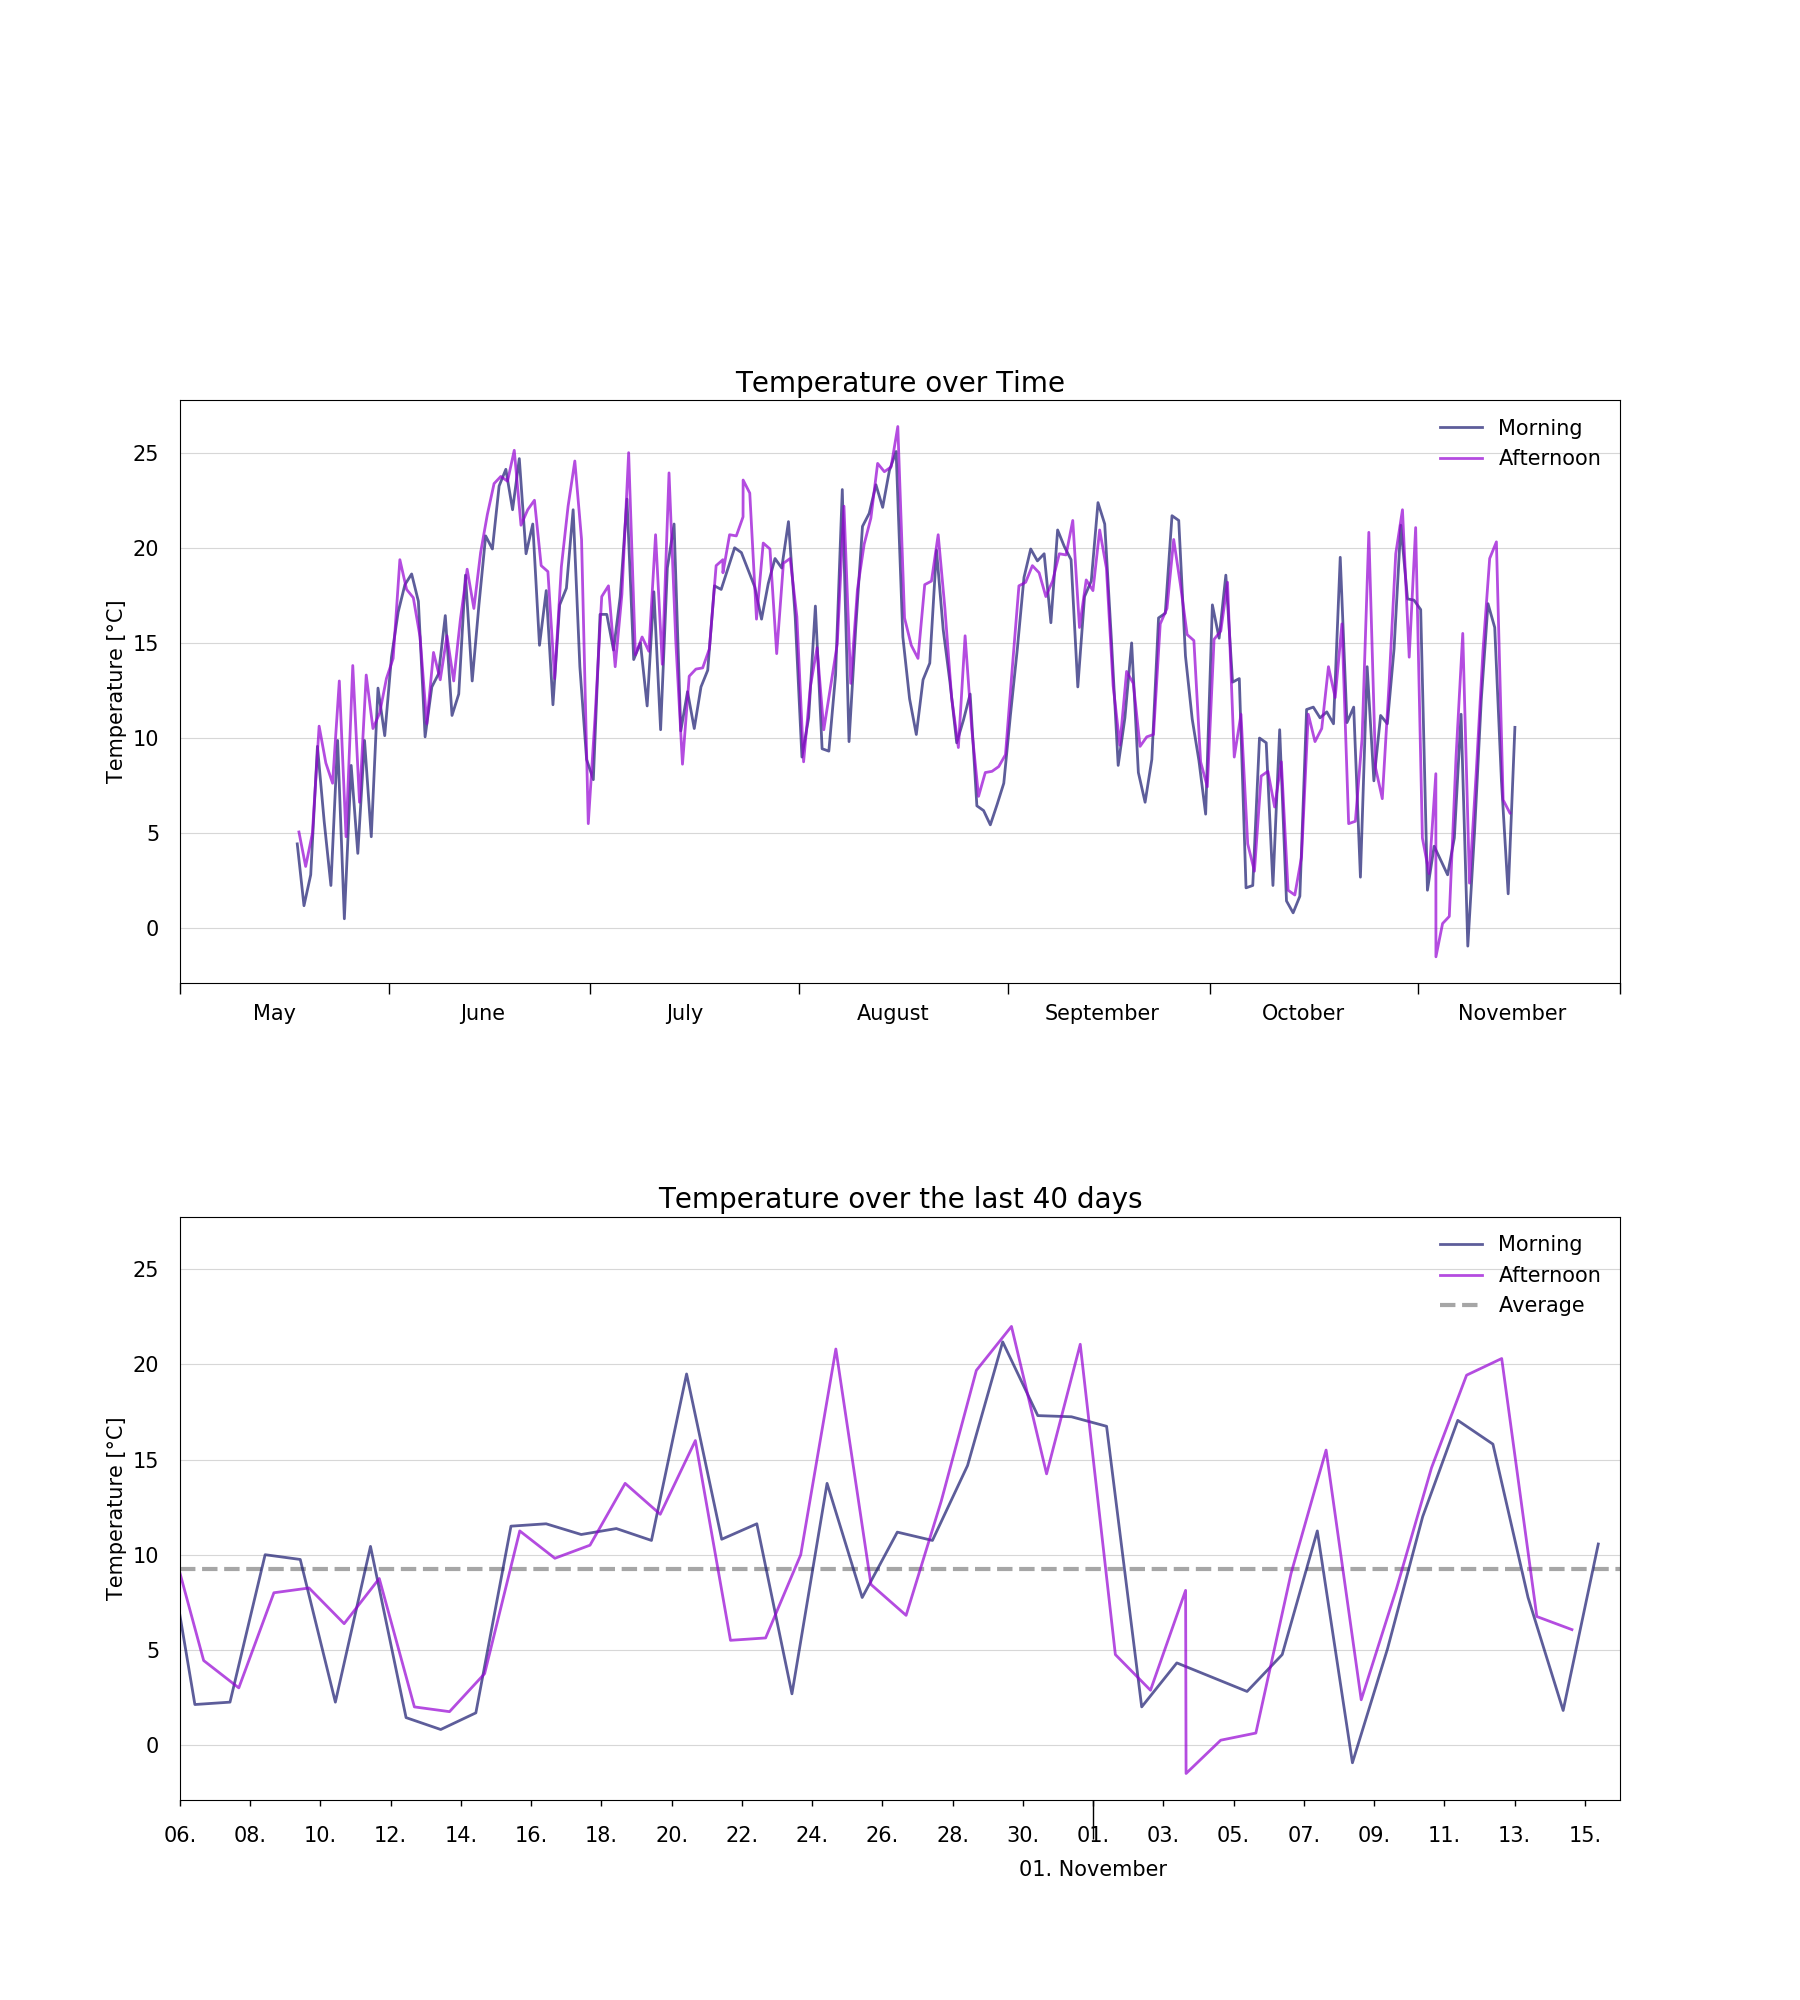 Temperature over Time
Morning
Afternoon
Temperature [°C]
25
20
15
10
5
0
May June July August September October November
Temperature over the last 40 days
Morning
Afternoon
Average
Temperature [°C]
25
20
15
10
5
0
06. 08. 10. 12. 14. 16. 18. 20. 22. 24. 26. 28. 30. 01. 03. 05. 07. 09. 11. 13. 15.
01. November